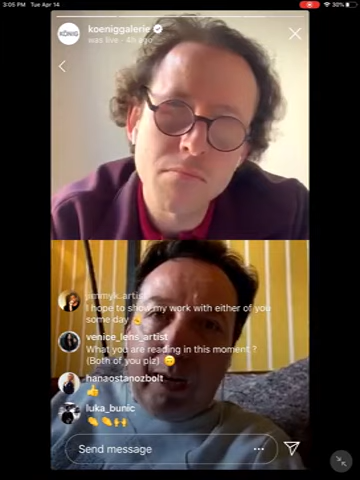 3:05 PM Tue Apr 14
30%
KÖNIG
koeniggalerie
was live · 4h ago
jimmyk.artist
I hope to show my work with either of you
some day
venice_lens_artist
What you are reading in this moment ?
(Both of you plz)
hanaostanozbolt
luka_bunic
Send message